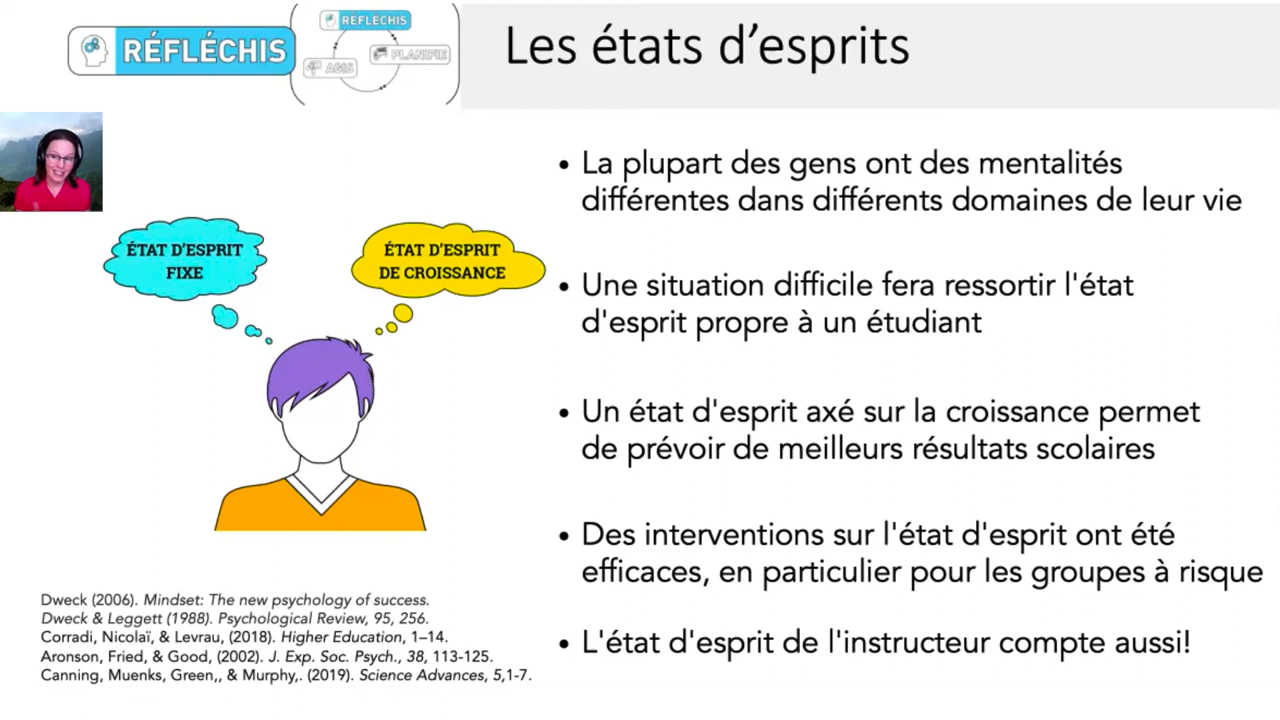 RÉFLÉCHIS
RÉFLÉCHIS
PLANIFIE
AGIS
Les états d’esprits
ÉTAT D’ESPRIT
FIXE
ÉTAT D’ESPRIT
DE CROISSANCE
• La plupart des gens ont des mentalités
différentes dans différents domaines de leur vie
• Une situation difficile fera ressortir l'état
d'esprit propre à un étudiant
• Un état d'esprit axé sur la croissance permet
de prévoir de meilleurs résultats scolaires
• Des interventions sur l'état d'esprit ont été
efficaces, en particulier pour les groupes à risque
• L'état d'esprit de l'instructeur compte aussi!
Dweck (2006). Mindset: The new psychology of success.
Dweck & Leggett (1988). Psychological Review, 95, 256.
Corradi, Nicolaï, & Levrau, (2018). Higher Education, 1–14.
Aronson, Fried, & Good, (2002). J. Exp. Soc. Psych., 38, 113-125.
Canning, Muenks, Green,, & Murphy,. (2019). Science Advances, 5,1-7.